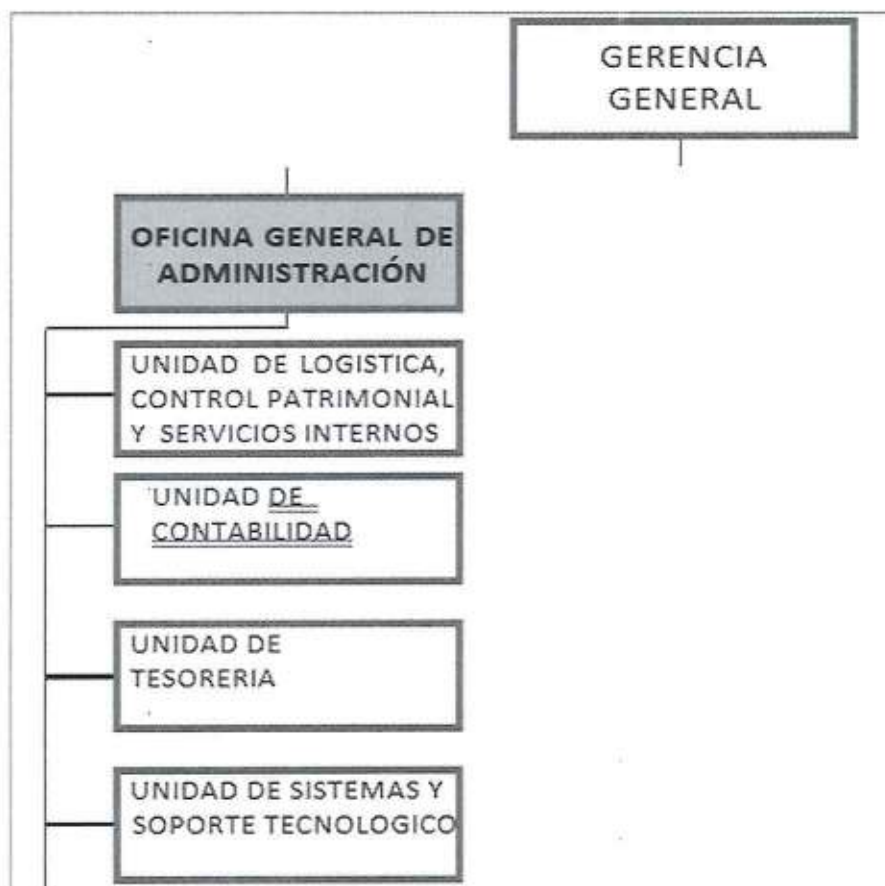 GERENCIA
GENERAL
OFICINA GENERAL DE
ADMINISTRACIÓN
UNIDAD DE LOGISTICA,
CONTROL PATRIMONIAL
Y SERVICIOS INTERNOS
UNIDAD DE
CONTABILIDAD
UNIDAD DE
TESORERIA
UNIDAD DE SISTEMAS Y
SOPORTE TECNOLOGICO